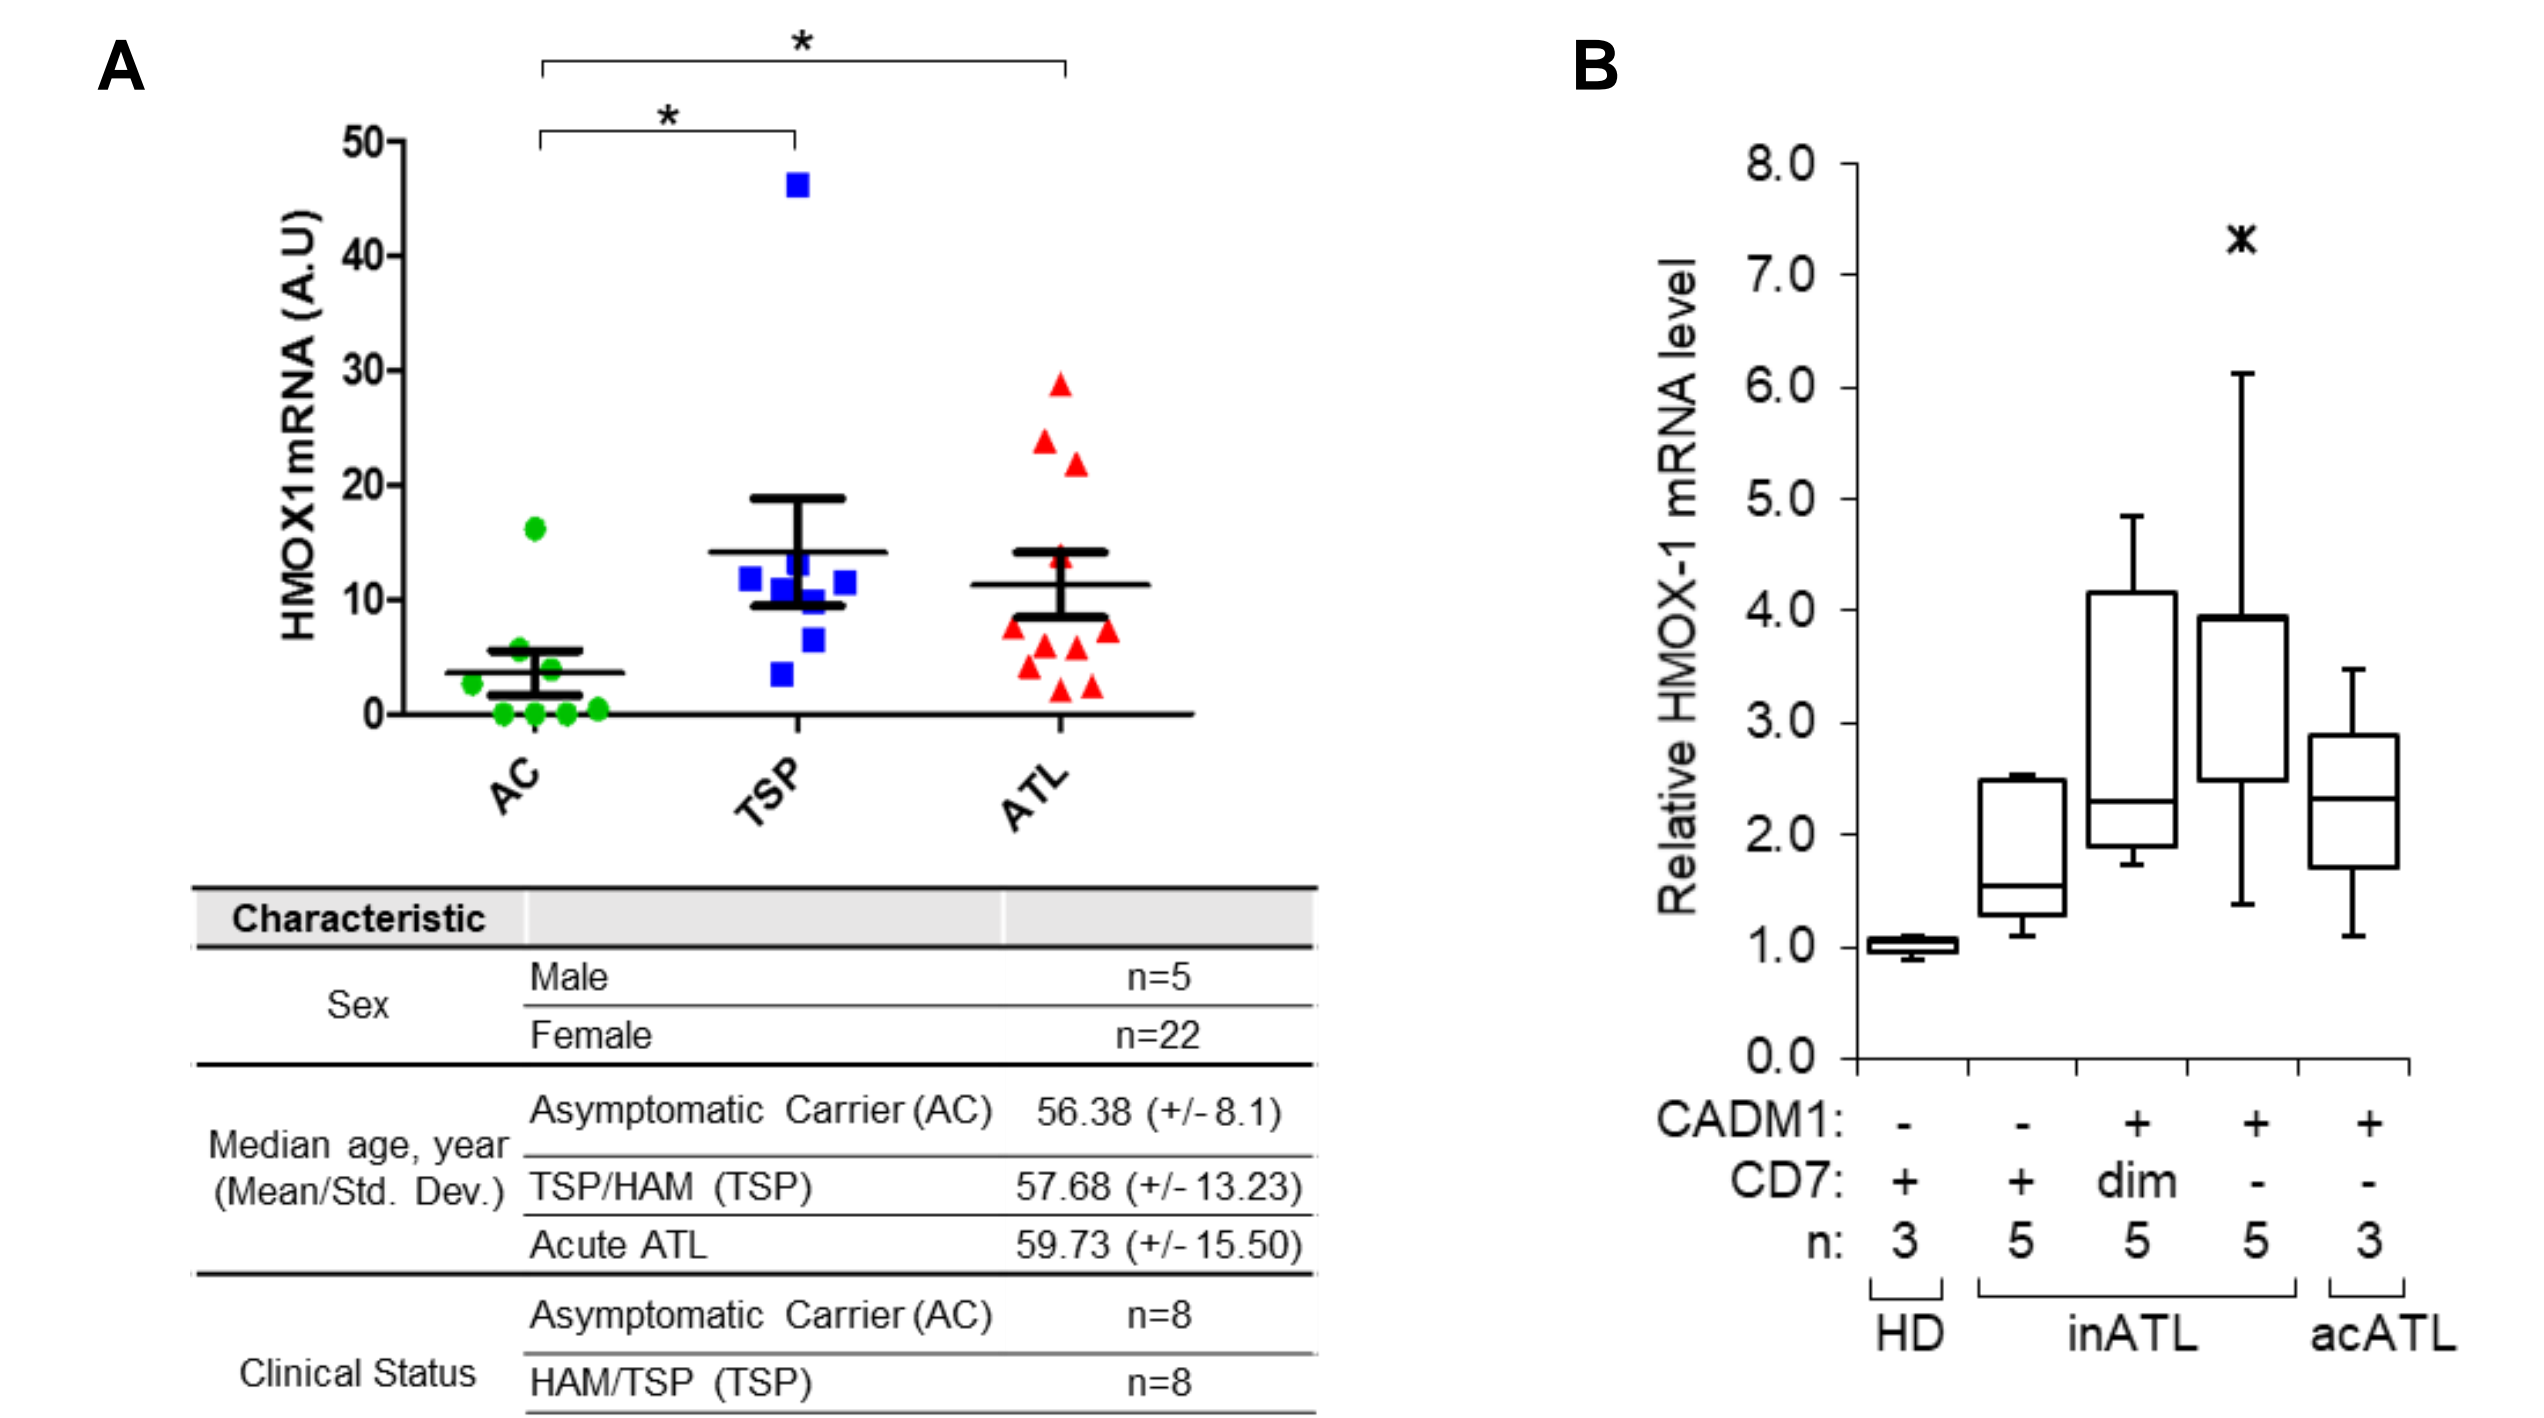 A
*
*
50
40
30
20
10
0
HMOX1mRNA (A.U)
AC
TSP
ATL
Characteristic
Sex
Male n=5
Female n=22
Median age, year
(Mean/Std. Dev.)
Asymptomatic Carrier (AC) 56.38 (+/- 8.1)
TSP/HAM (TSP) 57.68 (+/- 13.23)
Acute ATL 59.73 (+/- 15.50)
Clinical Status
Asymptomatic Carrier (AC) n=8
HAM/TSP (TSP) n=8
B
8.0
7.0
6.0
5.0
4.0
3.0
2.0
1.0
0.0
Relative HMOX-1 mRNA level
*
CADM1: - - + + +
CD7: + + dim - -
n: 3 5 5 5 3
HD inATL acATL